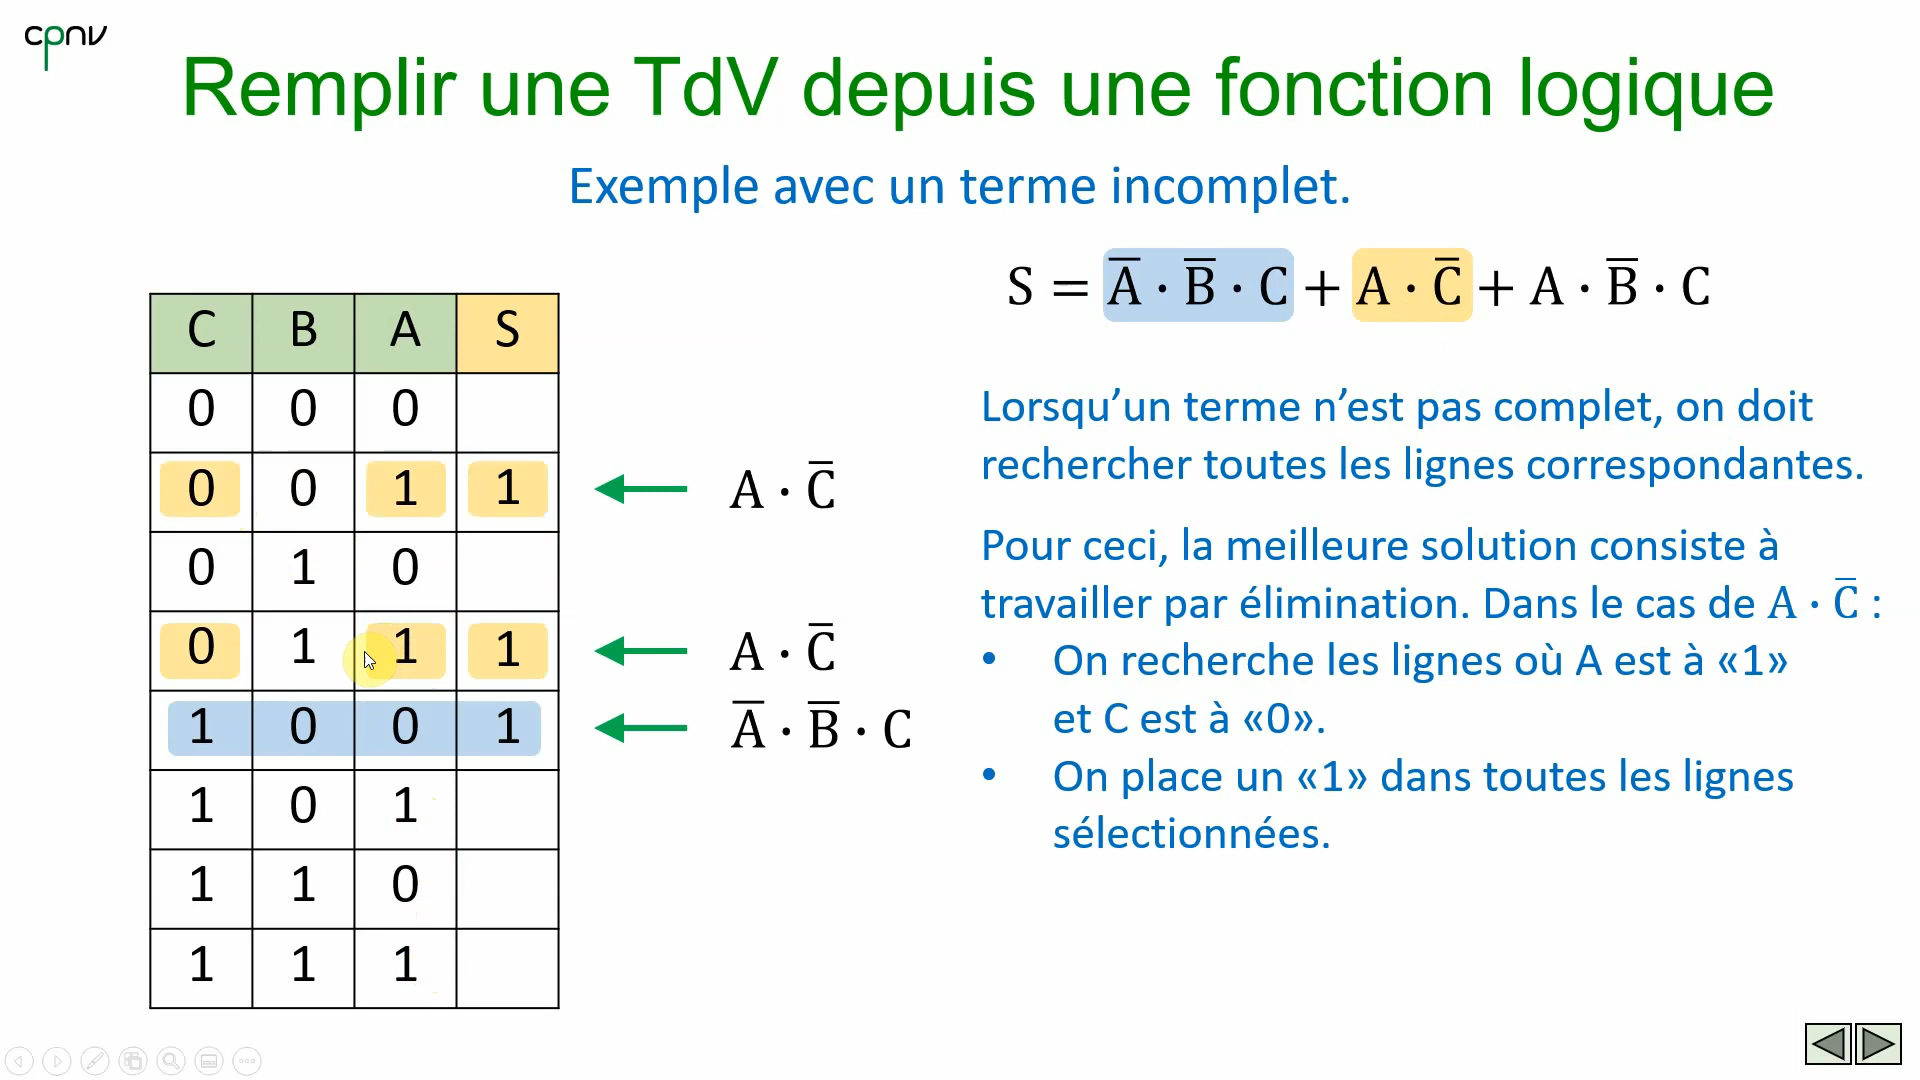 cpnv
Remplir une TdV depuis une fonction logique
Exemple avec un terme incomplet.
S = A̅ · B̅ · C + A · C̅ + A · B̅ · C
C B A S
0 0 0
0 0 1 1 A · C̅
0 1 0
0 1 1 1 A · C̅
1 0 0 1 A̅ · B̅ · C
1 0 1
1 1 0
1 1 1
Lorsqu’un terme n’est pas complet, on doit
rechercher toutes les lignes correspondantes.
Pour ceci, la meilleure solution consiste à
travailler par élimination. Dans le cas de A · C̅ :
• On recherche les lignes où A est à «1»
et C est à «0».
• On place un «1» dans toutes les lignes
sélectionnées.